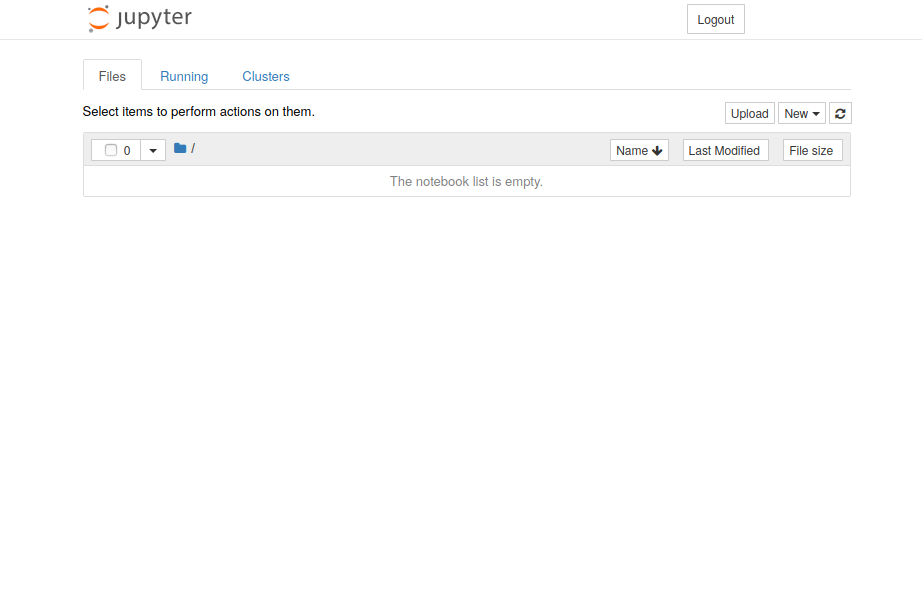 jupyter
Logout
Files Running Clusters
Select items to perform actions on them.
Upload New
0 / Name Last Modified File size
The notebook list is empty.